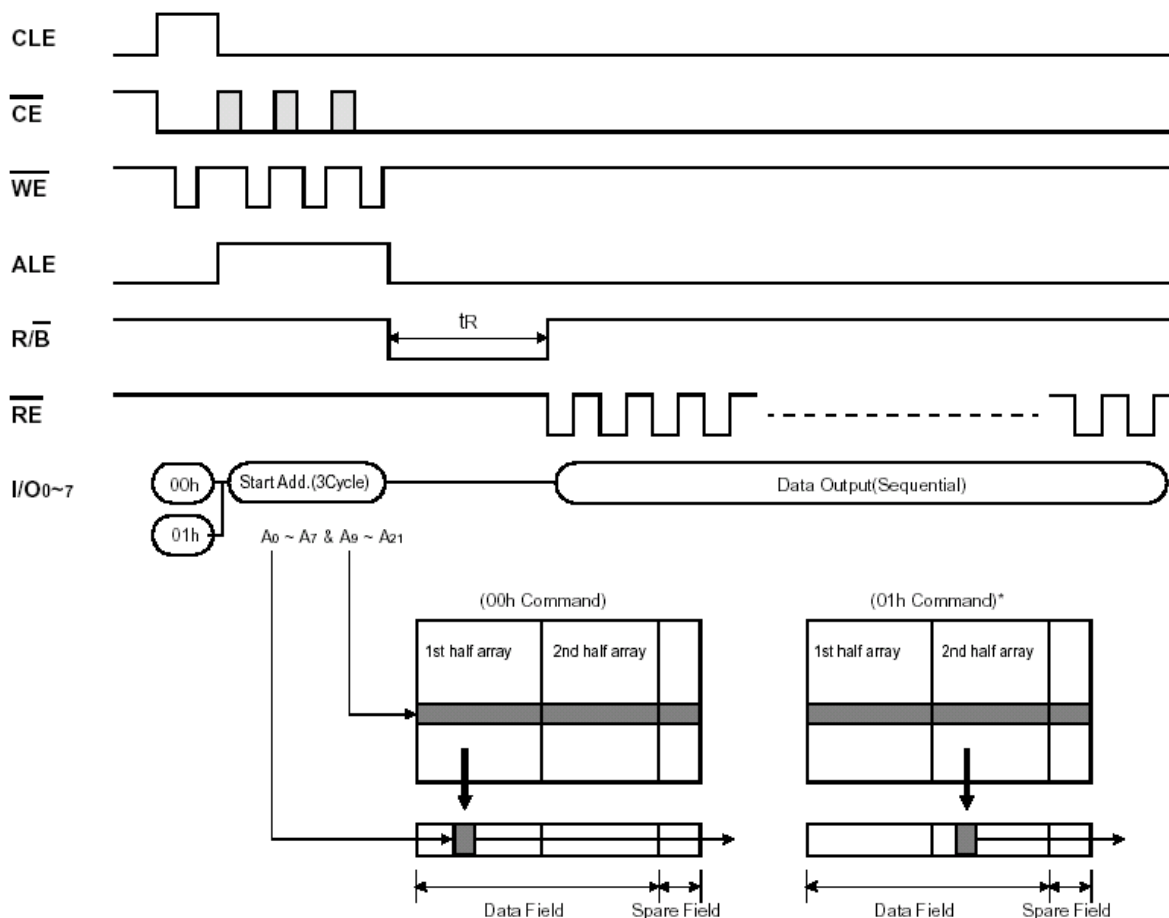 CLE
CE
WE
ALE
R/B
tR
RE
I/O0~7
00h
Start Add.(3Cycle)
Data Output(Sequential)
01h
A0 ~ A7 & A9 ~ A21
(00h Command)
(01h Command)*
1st half array
2nd half array
1st half array
2nd half array
Data Field
Spare Field
Data Field
Spare Field